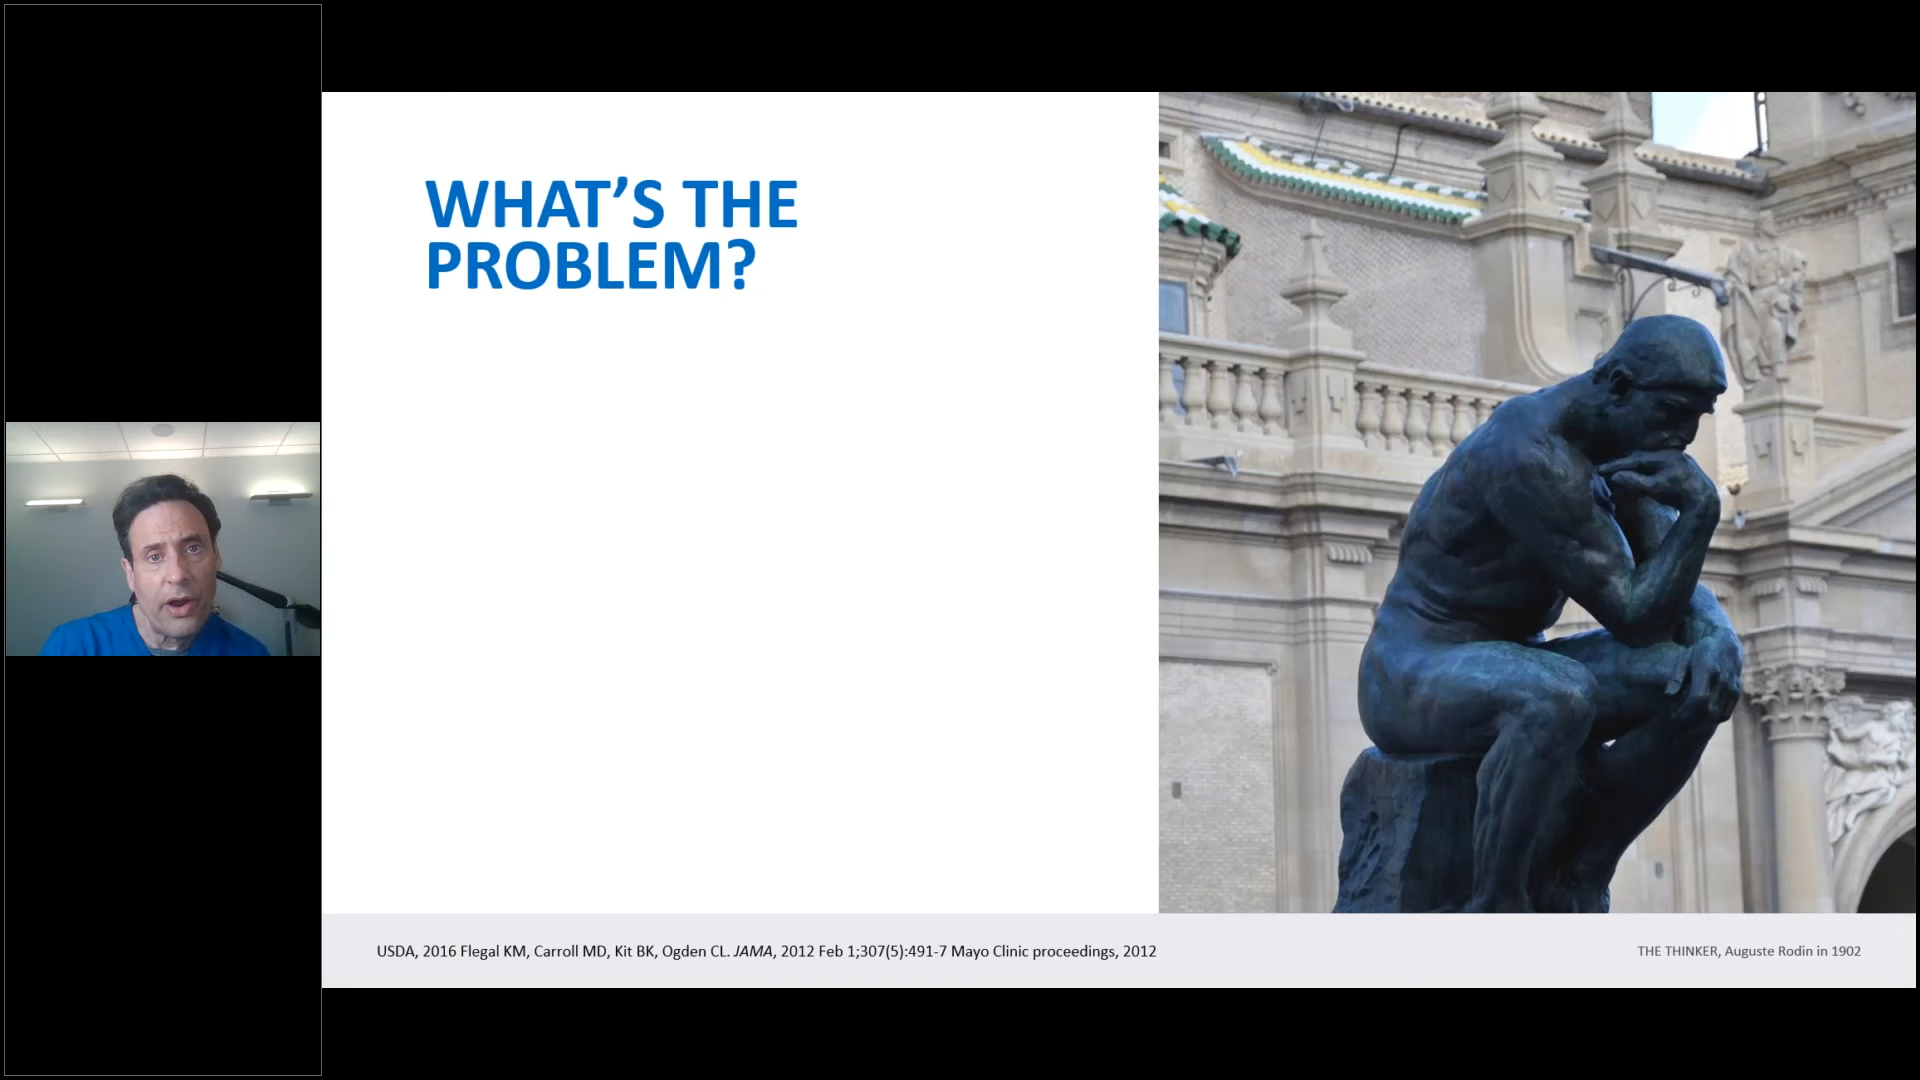 WHAT’S THE
PROBLEM?
USDA, 2016 Flegal KM, Carroll MD, Kit BK, Ogden CL. JAMA, 2012 Feb 1;307(5):491-7 Mayo Clinic proceedings, 2012
THE THINKER, Auguste Rodin in 1902